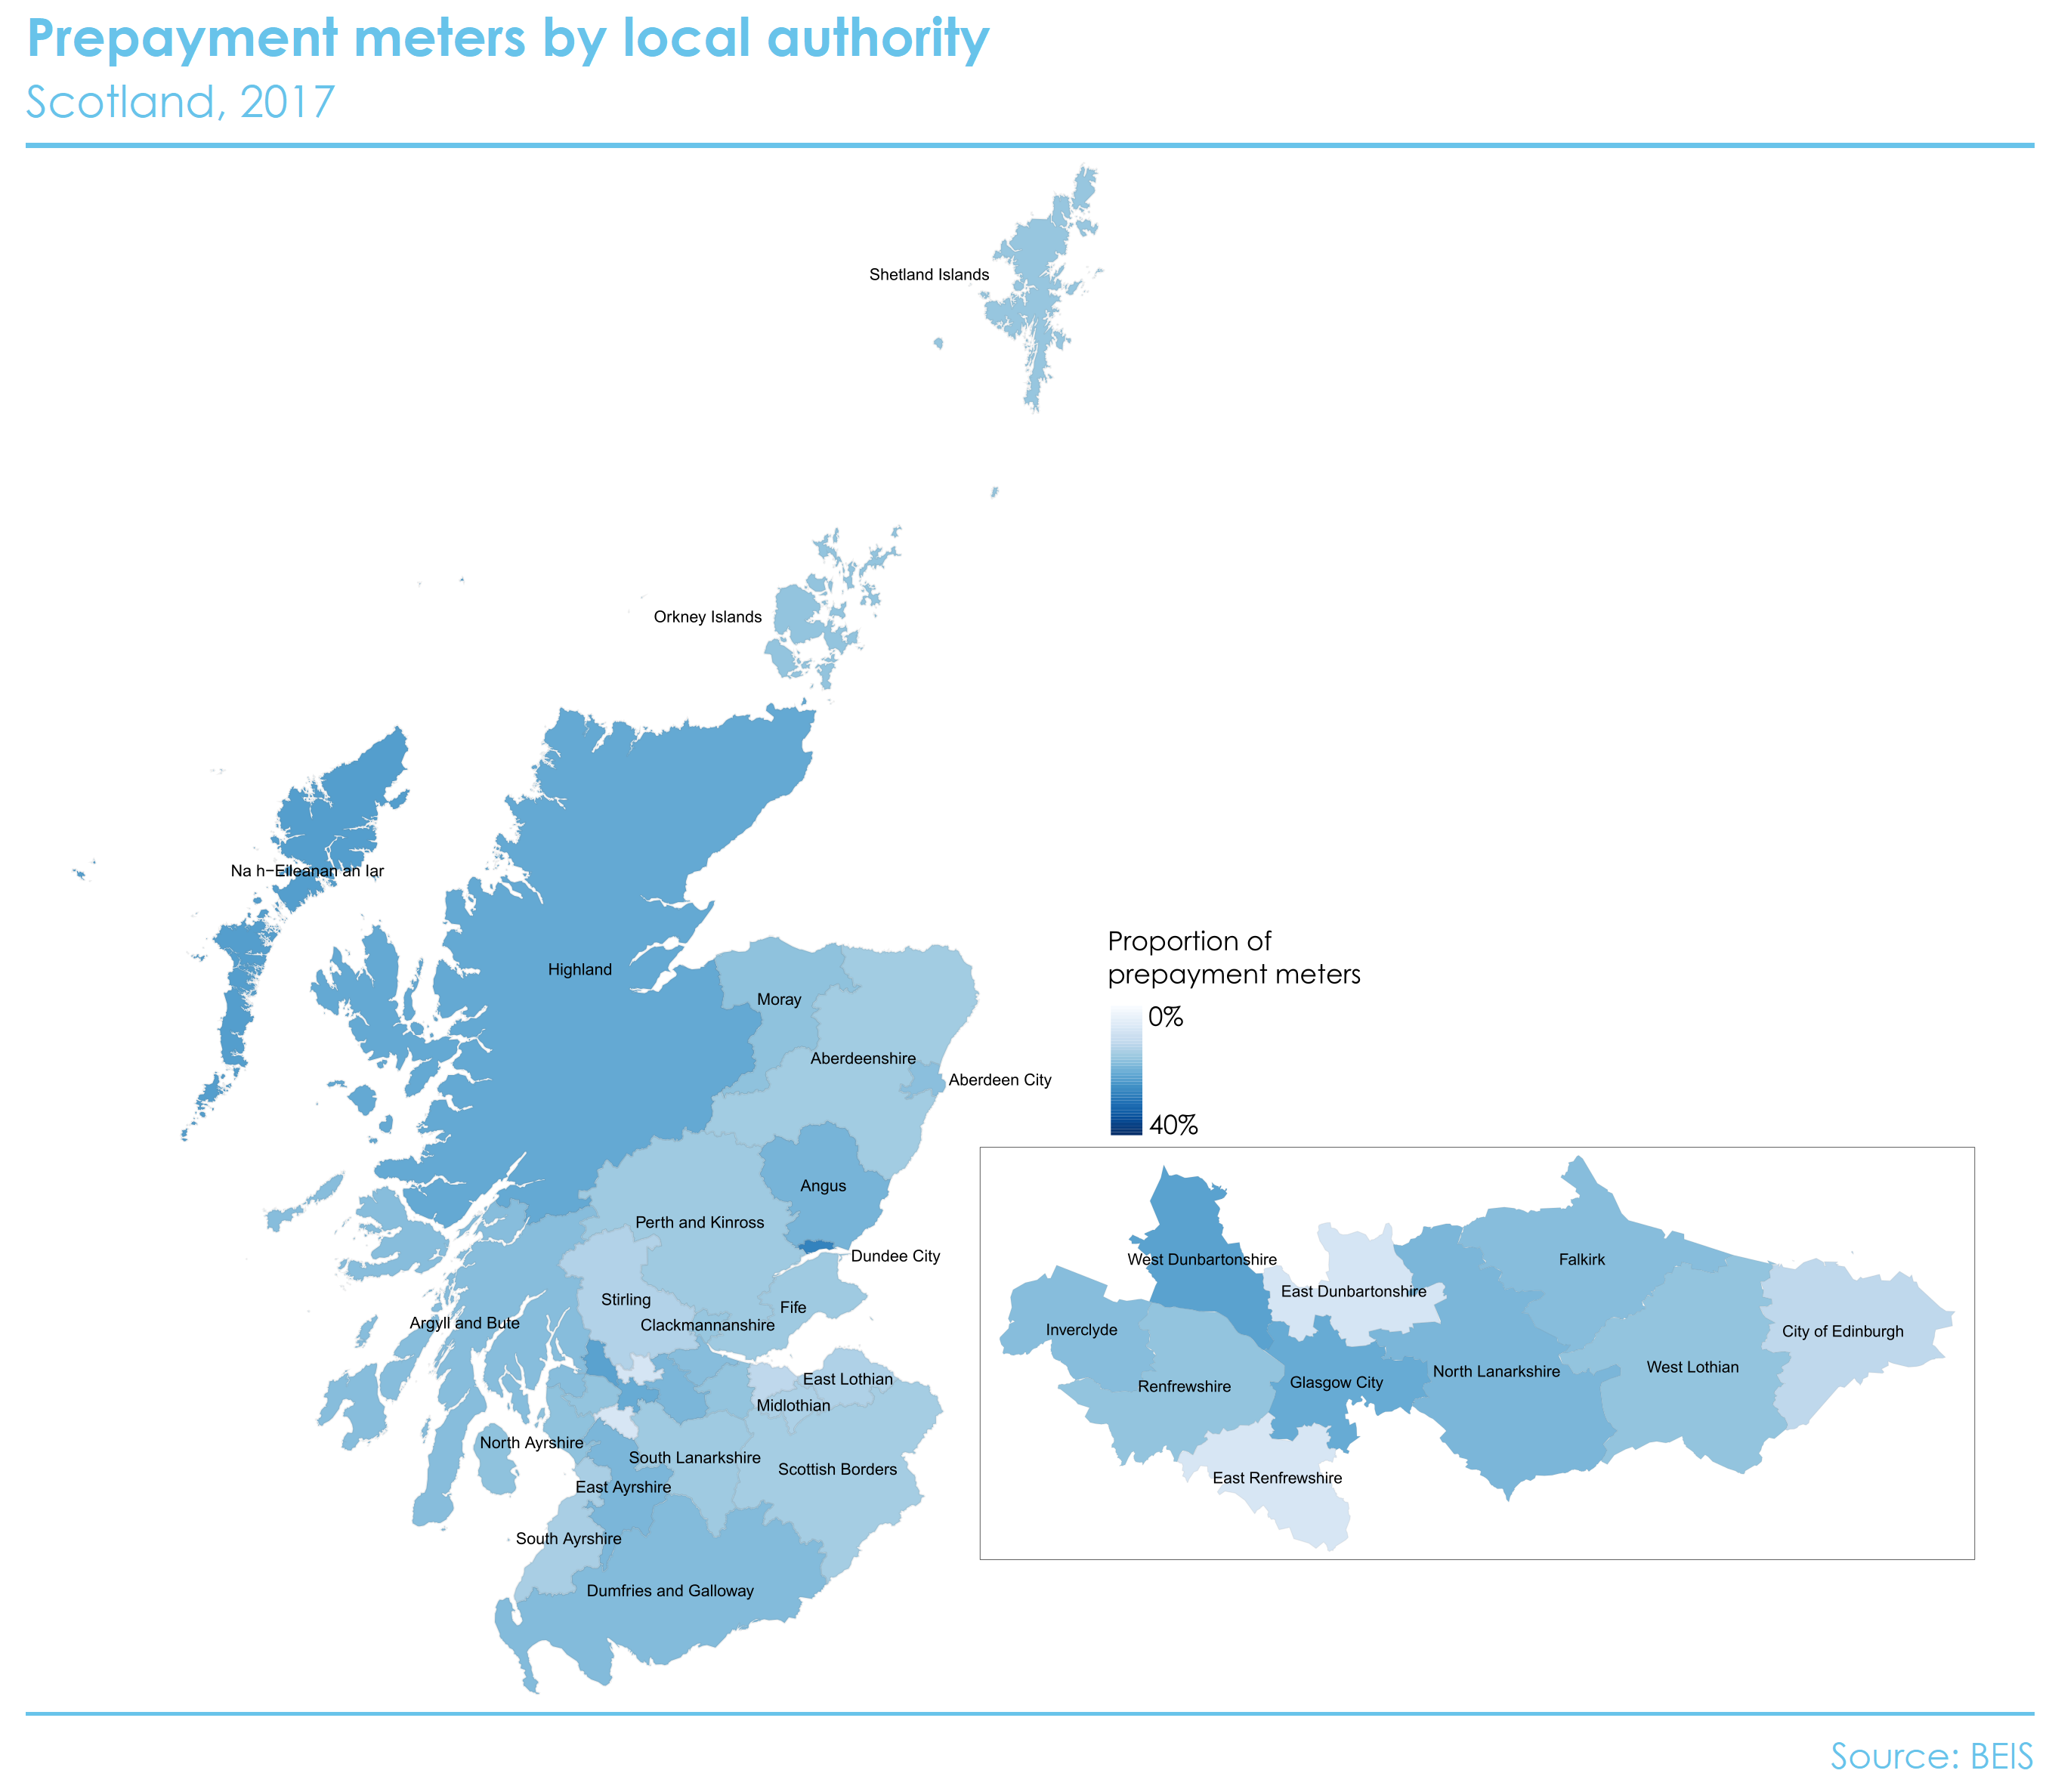 Prepayment meters by local authority
Scotland, 2017
Shetland Islands
Orkney Islands
Na h−Eileanan an Iar
Highland
Moray
Aberdeenshire
Aberdeen City
Angus
Perth and Kinross
Dundee City
Stirling
Fife
Argyll and Bute
Clackmannanshire
East Lothian
Midlothian
North Ayrshire
South Lanarkshire
Scottish Borders
East Ayrshire
South Ayrshire
Dumfries and Galloway
Proportion of
prepayment meters
0%
40%
West Dunbartonshire
Falkirk
East Dunbartonshire
Inverclyde
City of Edinburgh
North Lanarkshire
West Lothian
Renfrewshire
Glasgow City
East Renfrewshire
Source: BEIS